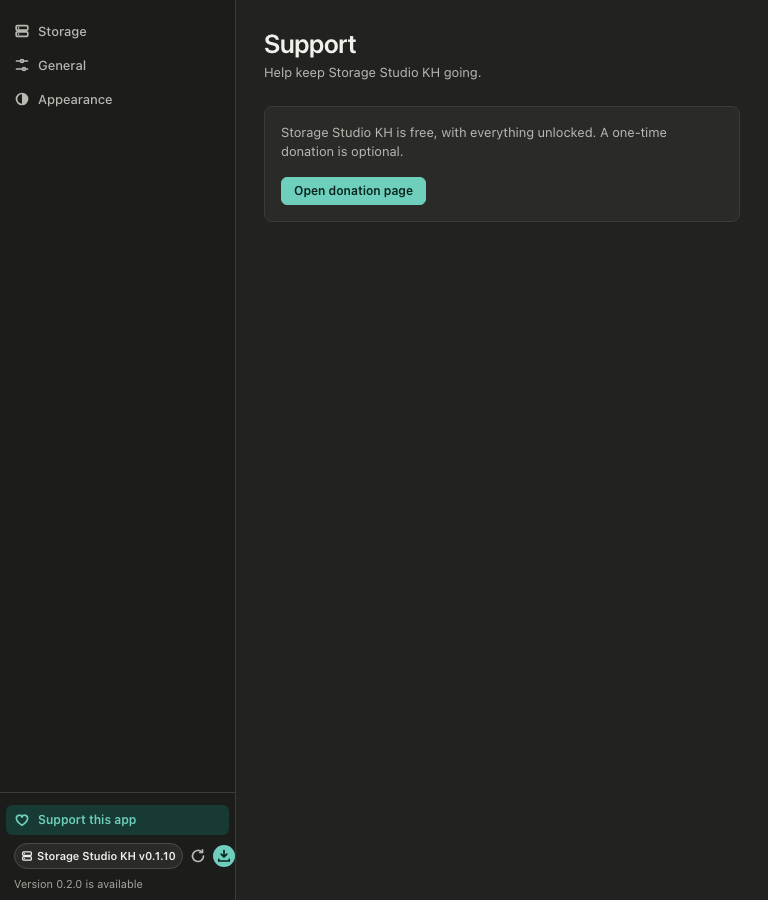 Storage
General
Appearance
Support
Help keep Storage Studio KH going.
Storage Studio KH is free, with everything unlocked. A one-time
donation is optional.
Open donation page
Support this app
Storage Studio KH v0.1.10
Version 0.2.0 is available